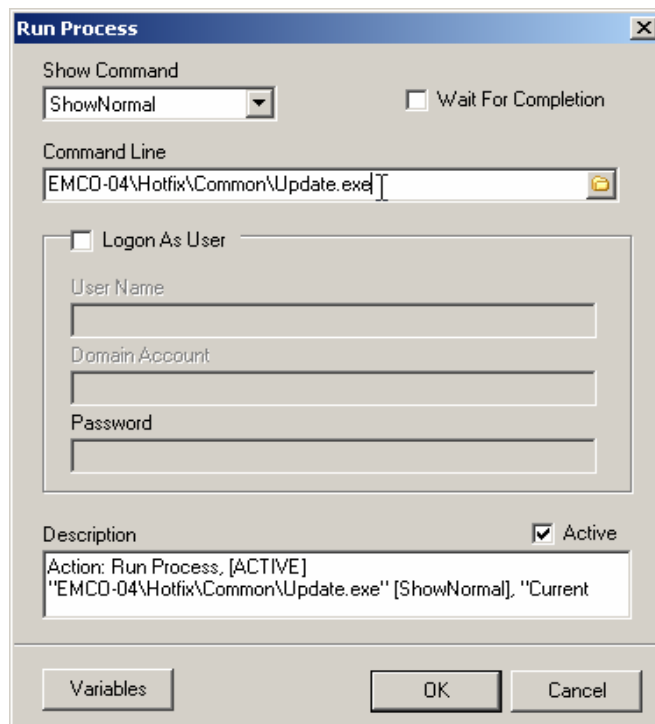 Run Process
Show Command
ShowNormal
Wait For Completion
Command Line
EMCO-04\Hotfix\Common\Update.exe
Logon As User
User Name
Domain Account
Password
Description
Active
Action: Run Process, [ACTIVE]
"EMCO-04\Hotfix\Common\Update.exe" [ShowNormal], "Current
Variables
OK
Cancel